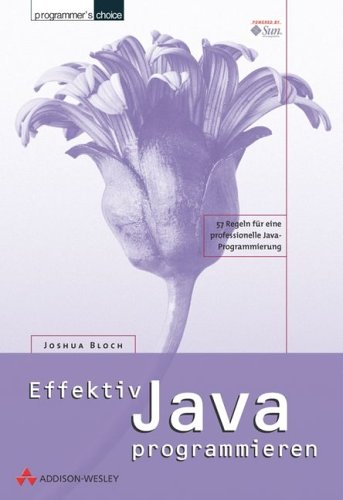 programmer's choice
POWERED BY
Sun
57 Regeln für eine
professionelle Java-
Programmierung
JOSHUA BLOCH
Effektiv
Java
programmieren
ADDISON-WESLEY